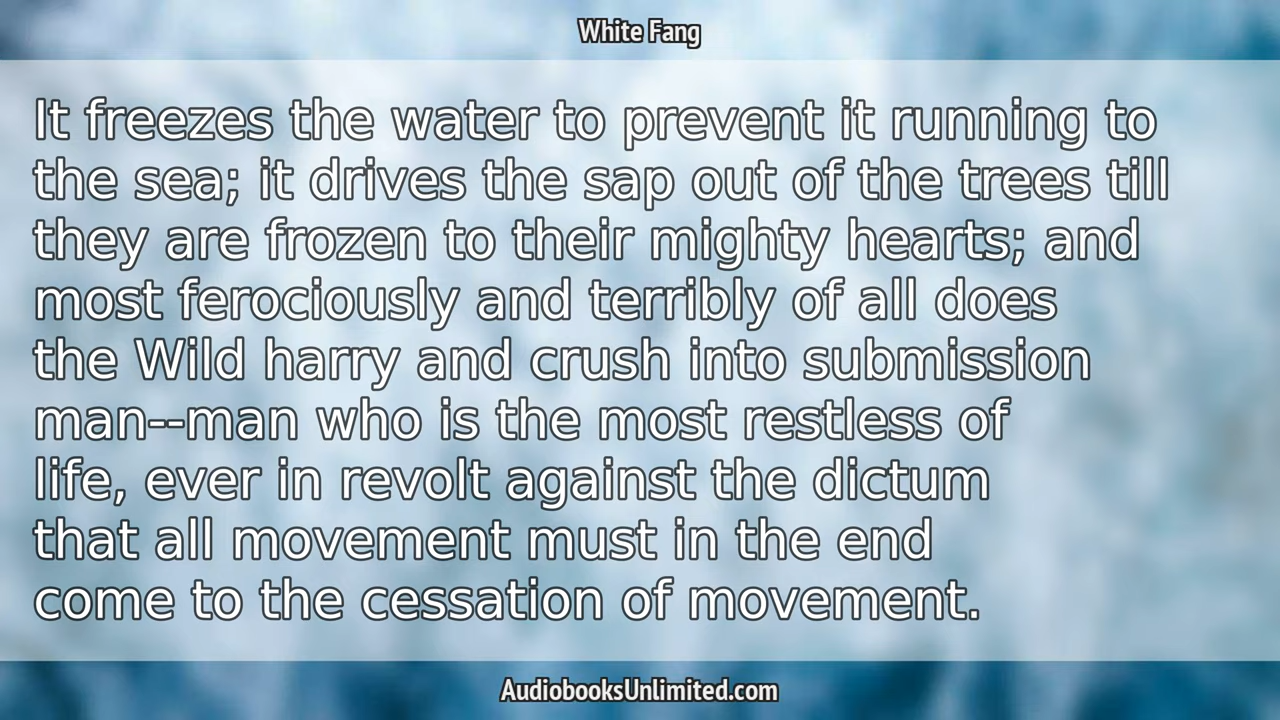 White Fang
It freezes the water to prevent it running to
the sea; it drives the sap out of the trees till
they are frozen to their mighty hearts; and
most ferociously and terribly of all does
the Wild harry and crush into submission
man--man who is the most restless of
life, ever in revolt against the dictum
that all movement must in the end
come to the cessation of movement.
AudiobooksUnlimited.com